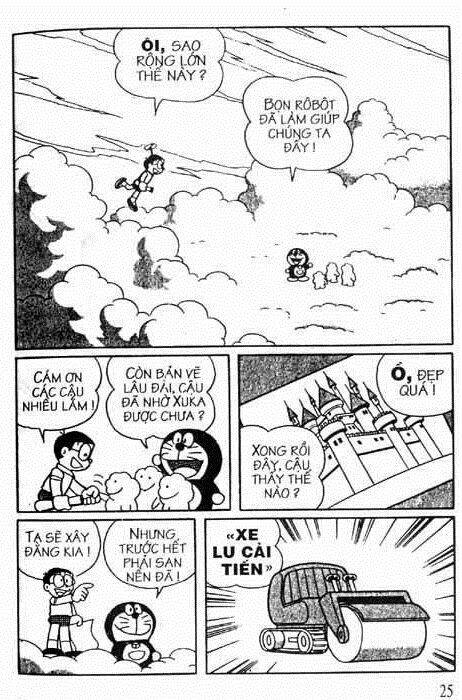 ÔI, SAO
RỘNG LỚN
THẾ NÀY ?
BỌN RÔBÔT
ĐÃ LÀM GIÚP
CHÚNG TA
ĐẤY !
CÁM ƠN
CÁC CẬU
NHIỀU LẮM !
CÒN BẢN VẼ
LÂU ĐÀI, CẬU
ĐÃ NHỜ XUKA
ĐƯỢC CHƯA ?
Ồ, ĐẸP
QUÁ !
XONG RỒI
ĐÂY, CẬU
THẤY THẾ
NÀO ?
TA SẼ XÂY
ĐẰNG KIA !
NHƯNG
TRƯỚC HẾT
PHẢI SAN
NỀN ĐÃ !
«XE
LU CẢI
TIẾN»
25